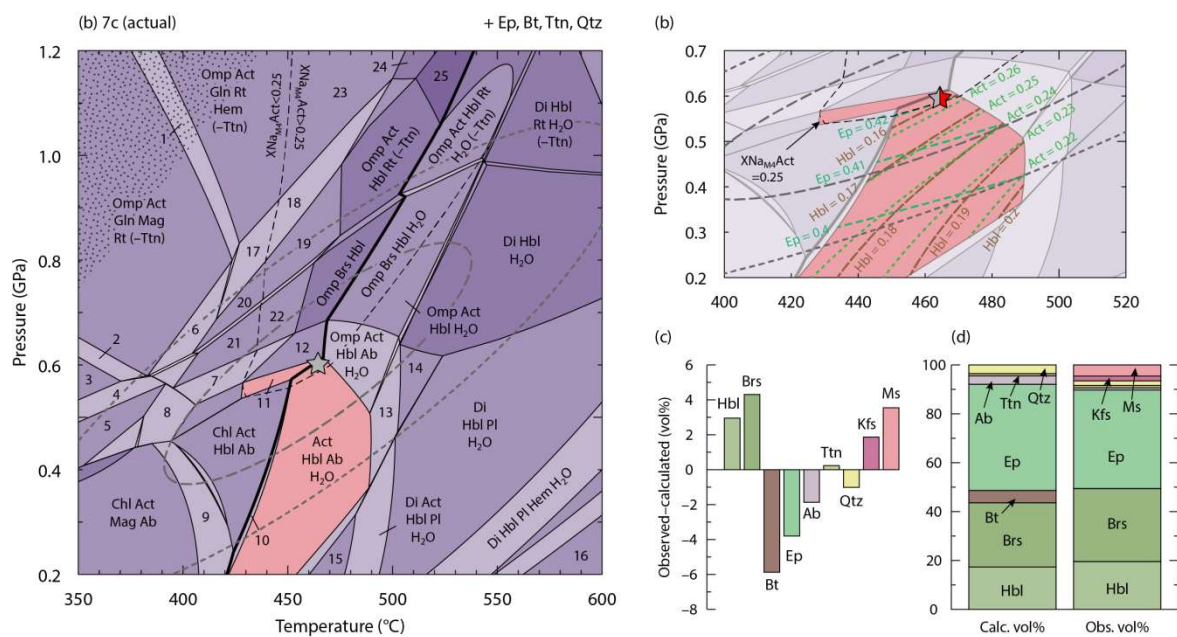 (b) 7c (actual)
+ Ep, Bt, Ttn, Qtz
1.2
1.0
0.8
0.6
0.4
0.2
Pressure (GPa)
350
400
450
500
550
600
Temperature (°C)
Omp Act
Gln Rt
Hem
(–Ttn)
Omp Act
Gln Mag
Rt (–Ttn)
1
XNaM4Act<0.25
XNaM4Act>0.25
23
24
25
Omp Act
Hbl Rt (–Ttn)
Omp Act Hbl Rt
H2O (–Ttn)
Di Hbl
Rt H2O
(–Ttn)
18
17
19
20
Omp Brs Hbl
Omp Brs Hbl H2O
Di Hbl
H2O
2
6
22
21
12
Omp Act
Hbl H2O
Omp Act
Hbl Ab
H2O
3
4
7
11
14
5
8
13
Chl Act
Hbl Ab
Act
Hbl Ab
H2O
Di
Hbl Pl
H2O
Chl Act
Mag Ab
9
10
15
Di Act
Hbl Pl
H2O
Di Hbl Pl Hem H2O
16
(b)
0.7
0.6
0.5
0.4
0.3
0.2
Pressure (GPa)
400
420
440
460
480
500
520
XNaM4Act
=0.25
Ep = 0.42
Hbl = 0.16
Ep = 0.41
Hbl = 0.17
Ep = 0.4
Hbl = 0.18
Hbl = 0.19
Hbl = 0.2
Act = 0.26
Act = 0.25
Act = 0.24
Act = 0.23
Act = 0.22
(c)
Observed–calculated (vol%)
6
4
2
0
–2
–4
–6
–8
Hbl
Brs
Bt
Ep
Ab
Ttn
Qtz
Kfs
Ms
(d)
100
80
60
40
20
0
Ab
Ttn
Qtz
Ep
Bt
Brs
Hbl
Kfs
Ms
Ep
Brs
Hbl
Calc. vol%
Obs. vol%